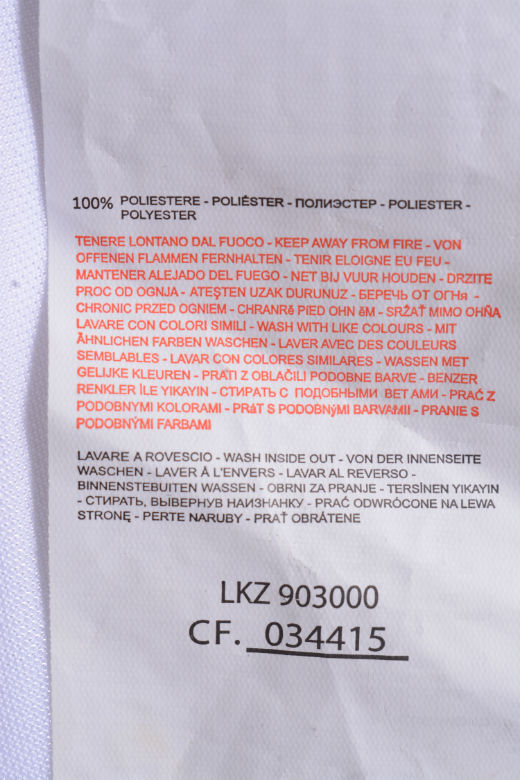 100% POLIESTERE - POLIÉSTER - ПОЛИЭСТЕР - POLIESTER -
POLYESTER
TENERE LONTANO DAL FUOCO - KEEP AWAY FROM FIRE - VON
OFFENEN FLAMMEN FERNHALTEN - TENIR ELOIGNE EU FEU -
MANTENER ALEJADO DEL FUEGO - NET BIJ VUUR HOUDEN - DRZITE
PROC OD OGNJA - ATEŞTEN UZAK DURUNUZ - БЕРЕЧЬ ОТ ОГНЯ -
CHRONIC PRZED OGNIEM - CHRANRě PIED OHN ěM - SRŽAŤ MIMO OHŇA
LAVARE CON COLORI SIMILI - WASH WITH LIKE COLOURS - MIT
ÄHNLICHEN FARBEN WASCHEN - LAVER AVEC DES COULEURS
SEMBLABLES - LAVAR CON COLORES SIMILARES - WASSEN MET
GELIJKE KLEUREN - PRATI Z OBLAČILI PODOBNE BARVE - BENZER
RENKLER İLE YIKAYIN - СТИРАТЬ С ПОДОБНЫМИ ВЕТ АМИ - PRAĆ Z
PODOBNYMI KOLORAMI - PRáT S PODOBNýMI BARVAMII - PRANIE S
PODOBNÝMI FARBAMI
LAVARE A ROVESCIO - WASH INSIDE OUT - VON DER INNENSEITE
WASCHEN - LAVER Á L'ENVERS - LAVAR AL REVERSO -
BINNENSTEBUITEN WASSEN - OBRNI ZA PRANJE - TERSİNEN YIKAYIN
- СТИРАТЬ, ВЫВЕРНУВ НАИЗНАНКУ - PRAĆ ODWRÓCONE NA LEWA
STRONĘ - PERTE NARUBY - PRAŤ OBRÁTENE
LKZ 903000
CF. 034415